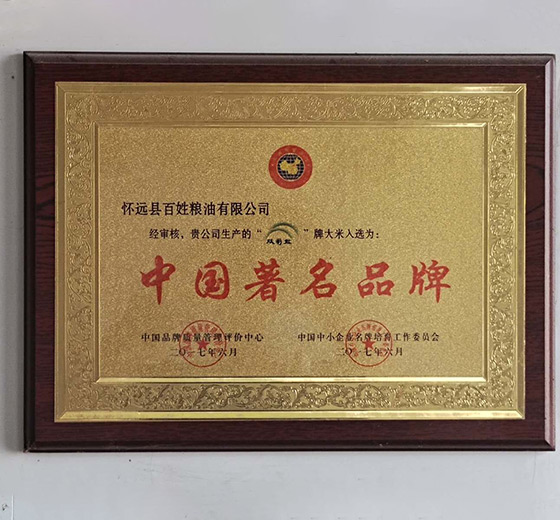 怀远县百姓粮油有限公司
经审核、贵公司生产的“ ”牌大米入选为：
中国著名品牌
中国品牌质量管理评价中心 中国中小企业名牌培育工作委员会
二〇一七年六月 二〇一七年六月